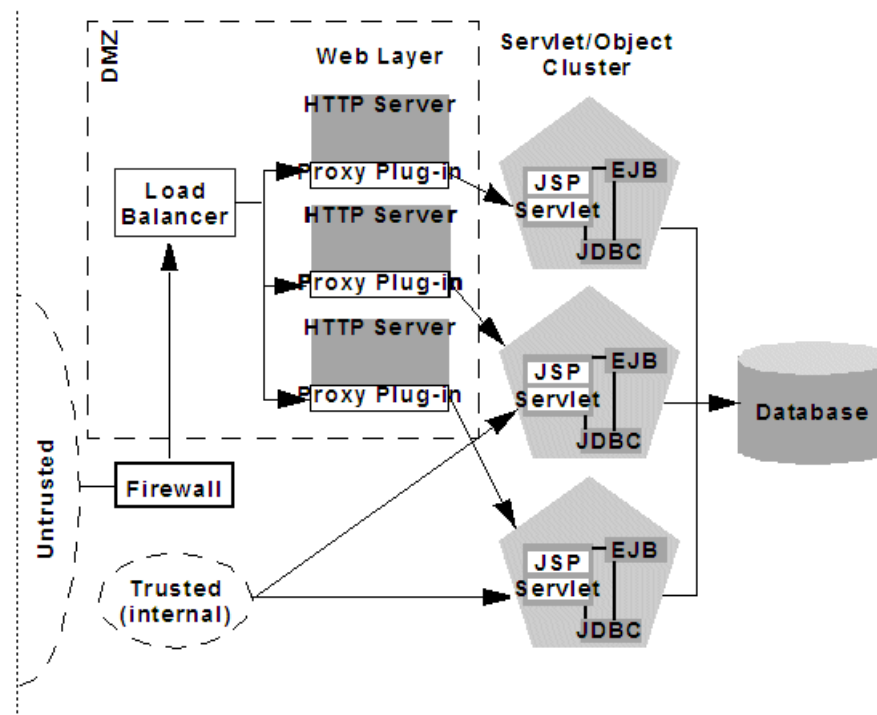 DMZ
Web Layer
Servlet/Object
Cluster
HTTP Server
Proxy Plug-in
HTTP Server
Proxy Plug-in
HTTP Server
Proxy Plug-in
Load
Balancer
JSP
Servlet
EJB
JDBC
JSP
Servlet
EJB
JDBC
JSP
Servlet
EJB
JDBC
Database
Untrusted
Firewall
Trusted
(internal)